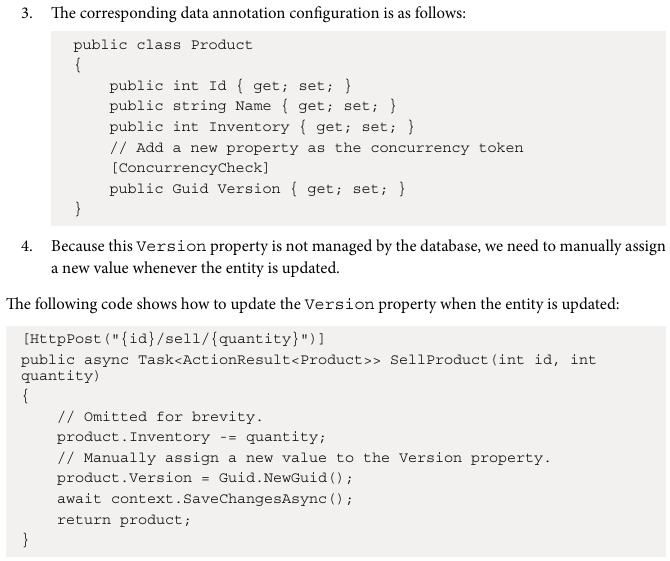 3. The corresponding data annotation configuration is as follows:
public class Product
{
    public int Id { get; set; }
    public string Name { get; set; }
    public int Inventory { get; set; }
    // Add a new property as the concurrency token
    [ConcurrencyCheck]
    public Guid Version { get; set; }
}
4. Because this Version property is not managed by the database, we need to manually assign
a new value whenever the entity is updated.
The following code shows how to update the Version property when the entity is updated:
[HttpPost("{id}/sell/{quantity}")]
public async Task<ActionResult<Product>> SellProduct(int id, int
quantity)
{
    // Omitted for brevity.
    product.Inventory -= quantity;
    // Manually assign a new value to the Version property.
    product.Version = Guid.NewGuid();
    await context.SaveChangesAsync();
    return product;
}